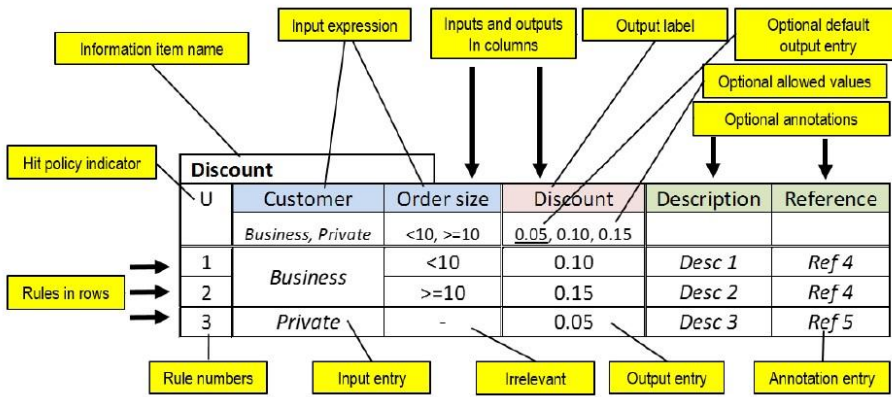 Input expression
Inputs and outputs
In columns
Output label
Optional default
output entry
Information item name
Optional allowed values
Optional annotations
Hit policy indicator
Discount
U Customer Order size Discount Description Reference
Business, Private <10, >=10 0.05, 0.10, 0.15
1 Business <10 0.10 Desc 1 Ref 4
Rules in rows
2 >=10 0.15 Desc 2 Ref 4
3 Private - 0.05 Desc 3 Ref 5
Rule numbers
Input entry
Irrelevant
Output entry
Annotation entry